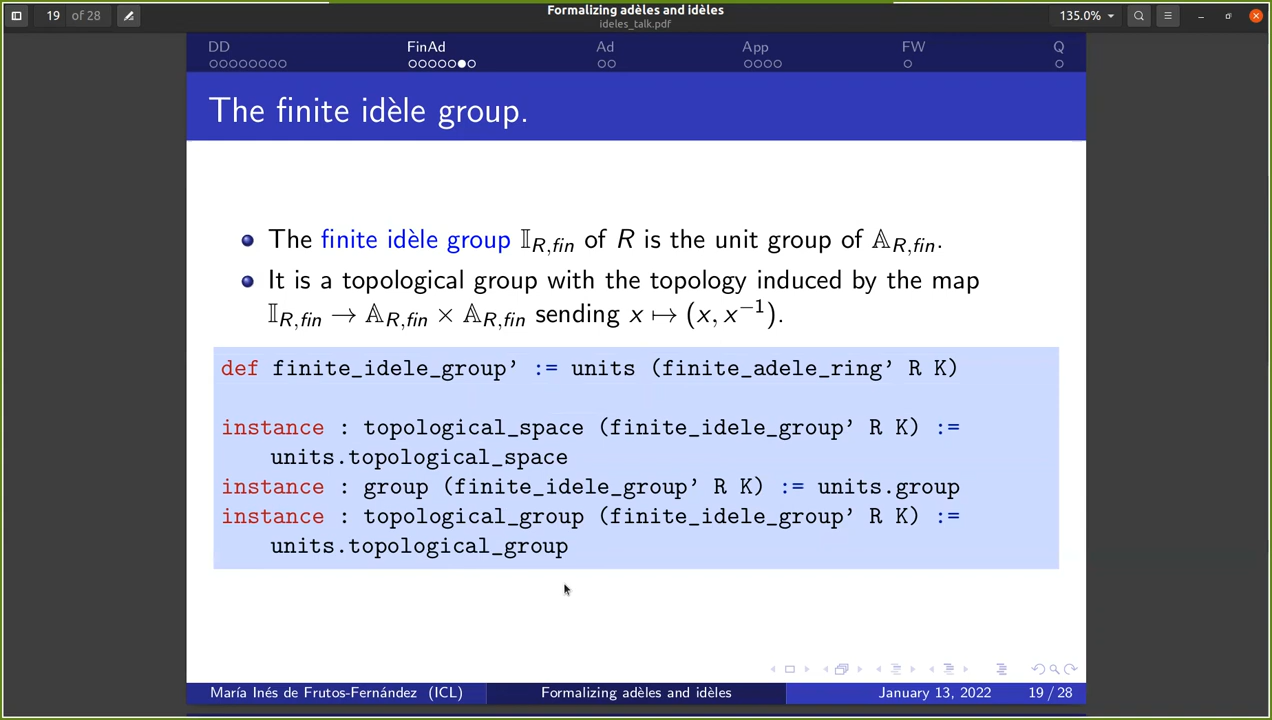 Formalizing adèles and idèles
ideles_talk.pdf
19 of 28
135.0%
DD FinAd Ad App FW Q
The finite idèle group.
The finite idèle group 𝕀R,fin of R is the unit group of 𝔸R,fin.
It is a topological group with the topology induced by the map
𝕀R,fin → 𝔸R,fin × 𝔸R,fin sending x ↦ (x, x⁻¹).
def finite_idele_group’ := units (finite_adele_ring’ R K)
instance : topological_space (finite_idele_group’ R K) :=
units.topological_space
instance : group (finite_idele_group’ R K) := units.group
instance : topological_group (finite_idele_group’ R K) :=
units.topological_group
María Inés de Frutos-Fernández (ICL) Formalizing adèles and idèles January 13, 2022 19 / 28